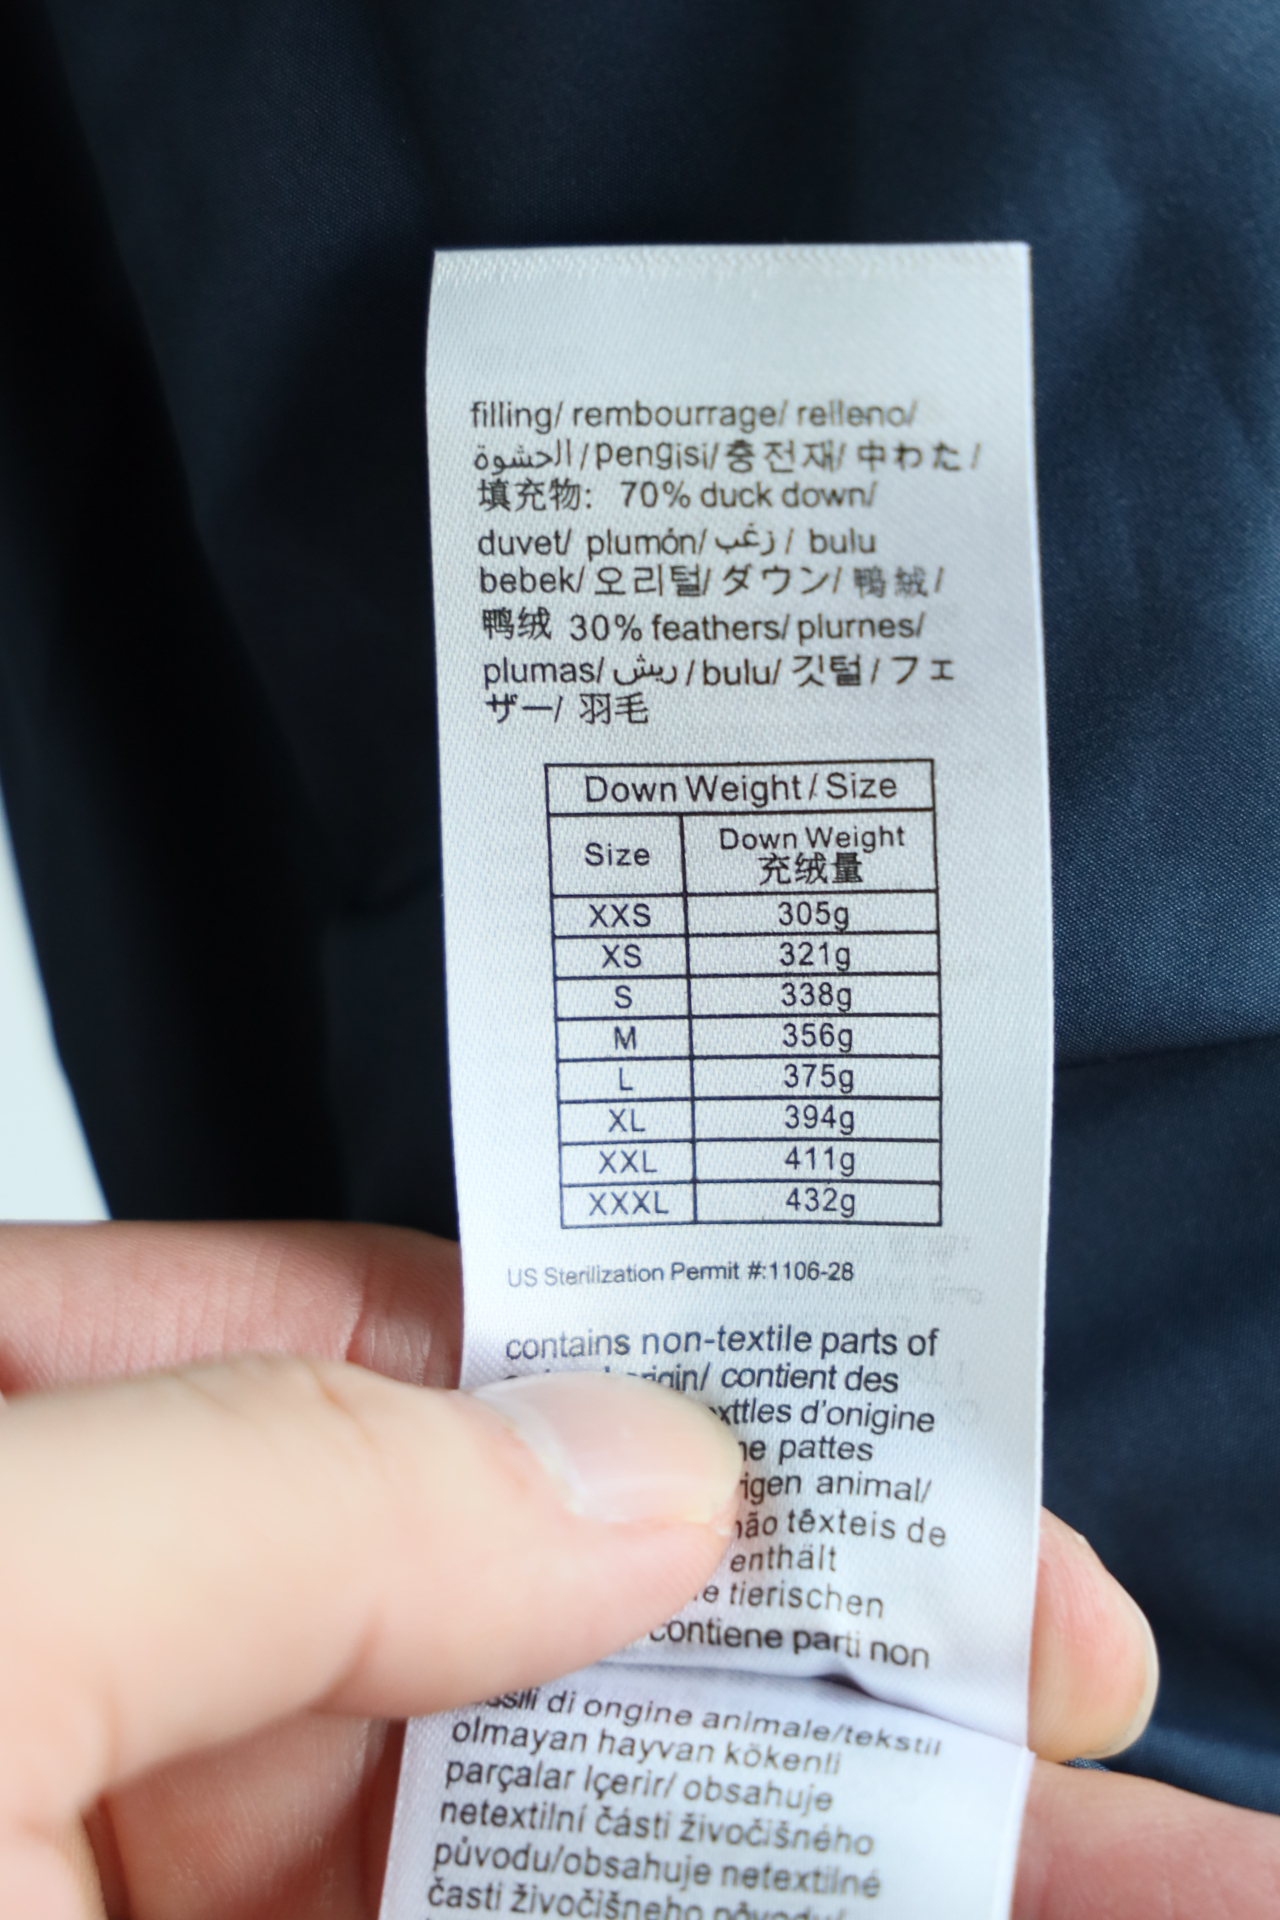 filling/ rembourrage/ relleno/
الحشوة /pengisi/충전재/ 中わた/
填充物: 70% duck down/
duvet/ plumón/ زغب / bulu
bebek/ 오리털/ ダウン/ 鴨絨/
鸭绒 30% feathers/ plurnes/
plumas/ ريش /bulu/ 깃털/フェ
ザー/ 羽毛
Down Weight / Size
Size Down Weight
充绒量
XXS 305g
XS 321g
S 338g
M 356g
L 375g
XL 394g
XXL 411g
XXXL 432g
US Sterilization Permit #:1106-28
contains non-textile parts of
contient des
d'onigine
pattes
animal/
têxteis de
enthält
tierischen
contiene parti non
di ongine animale/tekstil
olmayan hayvan kökenli
parçalar Içerir/ obsahuje
netextilní části živočišného
původu/obsahuje netextilné
časti živočišneho